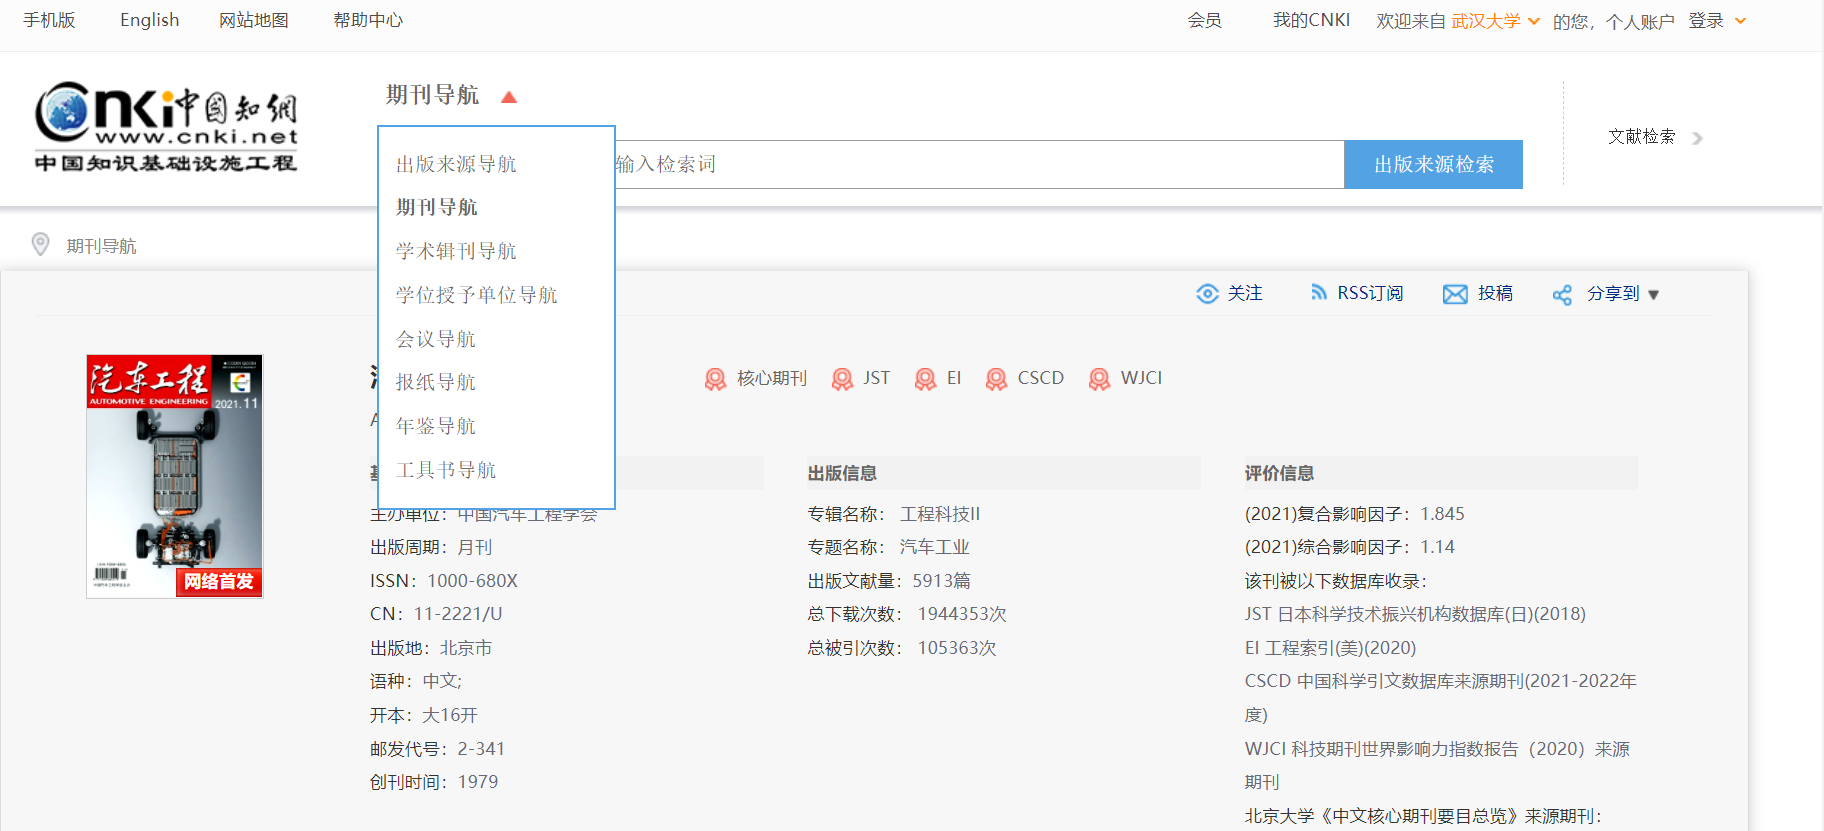 手机版 English 网站地图 帮助中心 会员 我的CNKI 欢迎来自 武汉大学 的您，个人账户 登录
期刊导航
cnki中国知网
www.cnki.net
中国知识基础设施工程
输入检索词 出版来源检索 文献检索
出版来源导航
期刊导航
学术辑刊导航
学位授予单位导航
会议导航
报纸导航
年鉴导航
工具书导航
期刊导航
关注 RSS订阅 投稿 分享到
汽车工程
AUTOMOTIVE ENGINEERING 2021.11
网络首发
核心期刊 JST EI CSCD WJCI
主办单位：中国汽车工程学会
出版周期：月刊
ISSN：1000-680X
CN：11-2221/U
出版地：北京市
语种：中文;
开本：大16开
邮发代号：2-341
创刊时间：1979
出版信息
专辑名称：工程科技II
专题名称：汽车工业
出版文献量：5913篇
总下载次数：1944353次
总被引次数：105363次
评价信息
(2021)复合影响因子：1.845
(2021)综合影响因子：1.14
该刊被以下数据库收录：
JST 日本科学技术振兴机构数据库(日)(2018)
EI 工程索引(美)(2020)
CSCD 中国科学引文数据库来源期刊(2021-2022年
度)
WJCI 科技期刊世界影响力指数报告（2020）来源
期刊
北京大学《中文核心期刊要目总览》来源期刊：